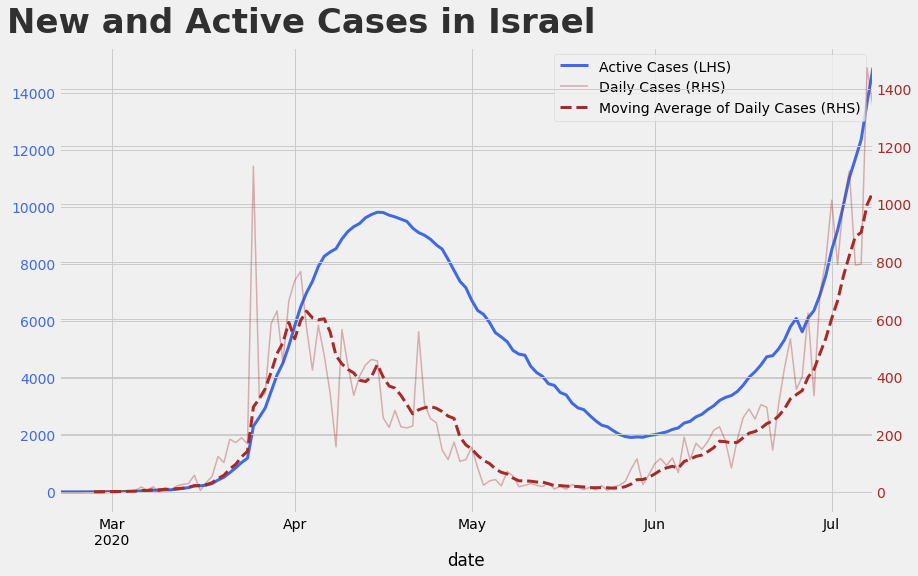 New and Active Cases in Israel
Active Cases (LHS)
Daily Cases (RHS)
Moving Average of Daily Cases (RHS)
14000
12000
10000
8000
6000
4000
2000
0
1400
1200
1000
800
600
400
200
0
Mar
2020
Apr
May
Jun
Jul
date